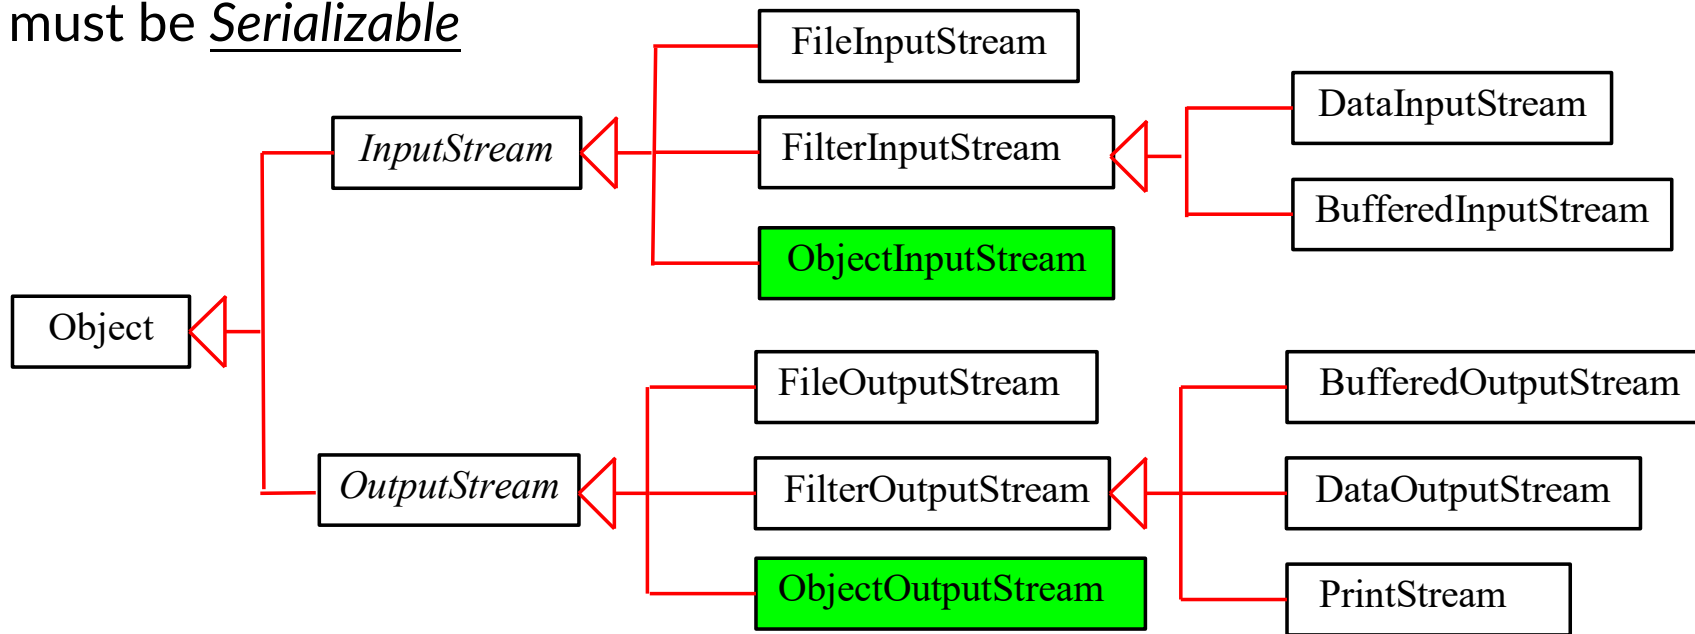 must be Serializable
FileInputStream
DataInputStream
InputStream
FilterInputStream
BufferedInputStream
ObjectInputStream
Object
FileOutputStream
BufferedOutputStream
OutputStream
FilterOutputStream
DataOutputStream
ObjectOutputStream
PrintStream